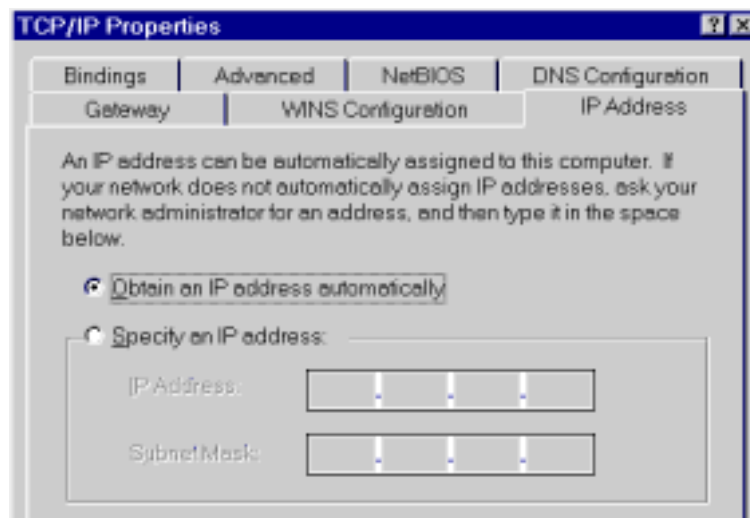 TCP/IP Properties
Bindings
Advanced
NetBIOS
DNS Configuration
Gateway
WINS Configuration
IP Address
An IP address can be automatically assigned to this computer. If
your network does not automatically assign IP addresses, ask your
network administrator for an address, and then type it in the space
below.
Obtain an IP address automatically
Specify an IP address:
IP Address:
. . .
Subnet Mask:
. . .